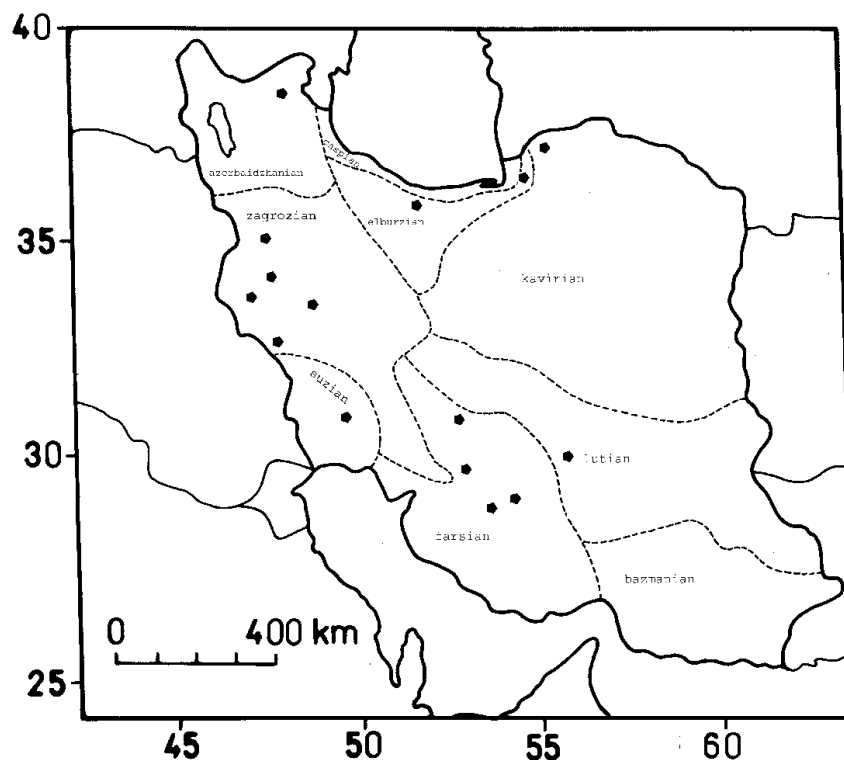 40
caspian
azerbaidzhanian
zagrozian
elburzian
35
kavirian
suzian
30
lutian
farsian
bazmanian
0 400 km
25
45 50 55 60